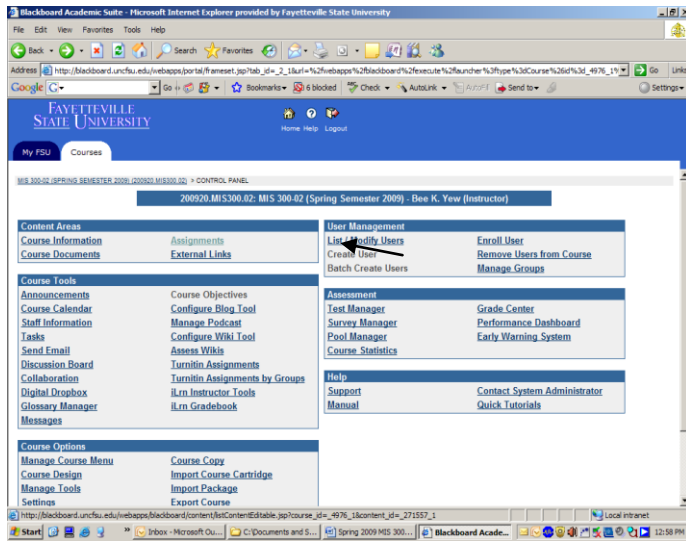 Blackboard Academic Suite - Microsoft Internet Explorer provided by Fayetteville State University
File Edit View Favorites Tools Help
Back Search Favorites
Address http://blackboard.uncfsu.edu/webapps/portal/frameset.jsp?tab_id=_2_1&url=%2fwebapps%2fblackboard%2fexecute%2flauncher%3ftype%3dCourse%26id%3d_4976_1% Go Links
Google G Go Bookmarks 6 blocked Check AutoLink AutoFill Send to Settings
FAYETTEVILLE
STATE UNIVERSITY
Home Help Logout
My FSU Courses
MIS 300-02 (SPRING SEMESTER 2009) (200920.MIS300.02) > CONTROL PANEL
200920.MIS300.02: MIS 300-02 (Spring Semester 2009) - Bee K. Yew (Instructor)
Content Areas
Course Information Assignments
Course Documents External Links
Course Tools
Announcements Course Objectives
Course Calendar Configure Blog Tool
Staff Information Manage Podcast
Tasks Configure Wiki Tool
Send Email Assess Wikis
Discussion Board Turnitin Assignments
Collaboration Turnitin Assignments by Groups
Digital Dropbox iLrn Instructor Tools
Glossary Manager iLrn Gradebook
Messages
Course Options
Manage Course Menu Course Copy
Course Design Import Course Cartridge
Manage Tools Import Package
Settings Export Course
User Management
List / Modify Users Enroll User
Create User Remove Users from Course
Batch Create Users Manage Groups
Assessment
Test Manager Grade Center
Survey Manager Performance Dashboard
Pool Manager Early Warning System
Course Statistics
Help
Support Contact System Administrator
Manual Quick Tutorials
http://blackboard.uncfsu.edu/webapps/blackboard/content/listContentEditable.jsp?course_id=_4976_1&content_id=_271557_1 Local intranet
Start Inbox - Microsoft Ou... C:\Documents and S... Spring 2009 MIS 300... Blackboard Acade... 12:58 PM